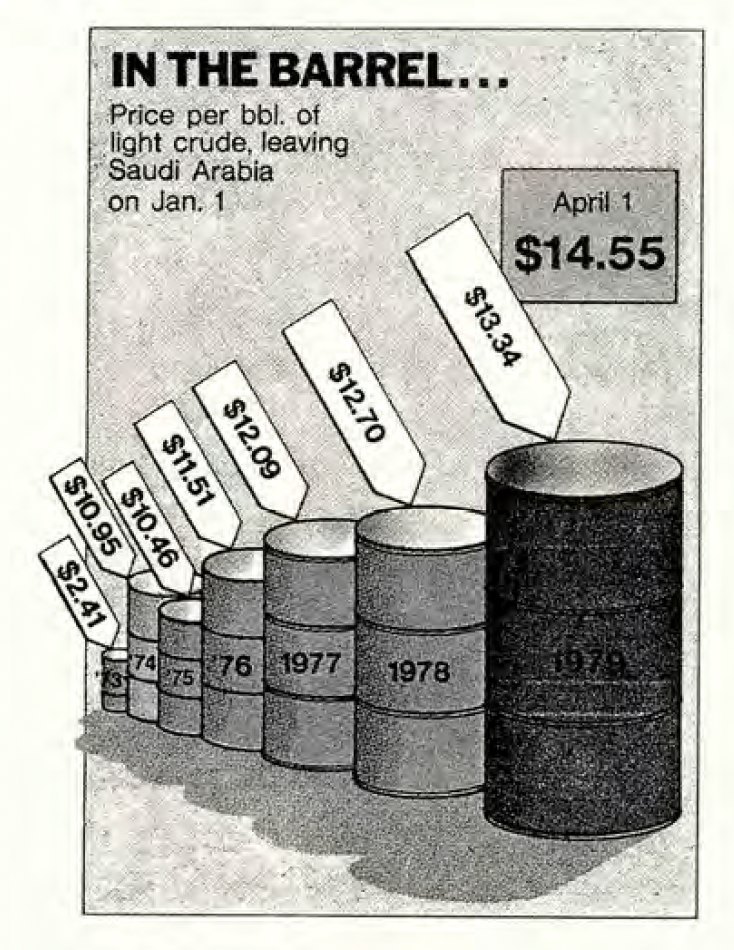 IN THE BARREL...
Price per bbl. of
light crude, leaving
Saudi Arabia
on Jan. 1
April 1
$14.55
$13.34
$12.70
$12.09
$11.51
$10.46
$10.95
$2.41
'73
'74
'75
'76
1977
1978
1979